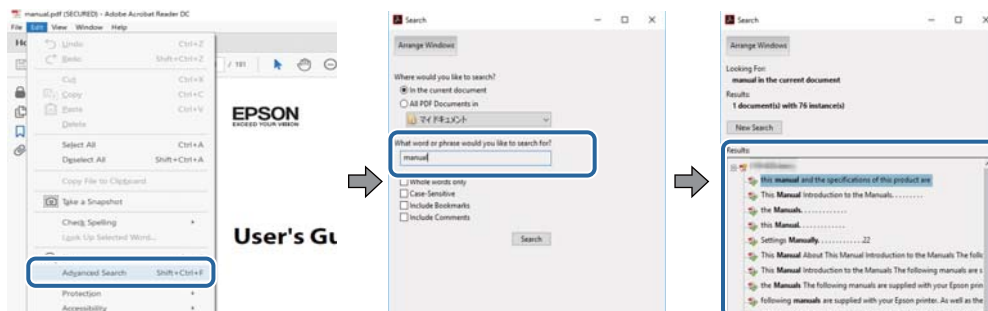 manual.pdf (SECURED) - Adobe Acrobat Reader DC
File Edit View Window Help
Undo Ctrl+Z
Redo Shift+Ctrl+Z
Cut Ctrl+X
Copy Ctrl+C
Paste Ctrl+V
Delete
Select All Ctrl+A
Deselect All Shift+Ctrl+A
Copy File to Clipboard
Take a Snapshot
Check Spelling
Look Up Selected Word...
Advanced Search Shift+Ctrl+F
Protection
Accessibility
/ 191
EPSON
EXCEED YOUR VISION
User's Gu
Search
Arrange Windows
Where would you like to search?
In the current document
All PDF Documents in
マイ ドキュメント
What word or phrase would you like to search for?
manual
Whole words only
Case-Sensitive
Include Bookmarks
Include Comments
Search
Search
Arrange Windows
Looking For:
manual in the current document
Results:
1 document(s) with 76 instance(s)
New Search
Results:
this manual and the specifications of this product are
This Manual Introduction to the Manuals. . . . . . . .
the Manuals. . . . . . . . . . . .
this Manual. . . . . . . . . . . .
Settings Manually. . . . . . . . . . . . 22
This Manual About This Manual Introduction to the Manuals The follo
This Manual Introduction to the Manuals The following manuals are s
the Manuals The following manuals are supplied with your Epson prin
following manuals are supplied with your Epson printer. As well as the